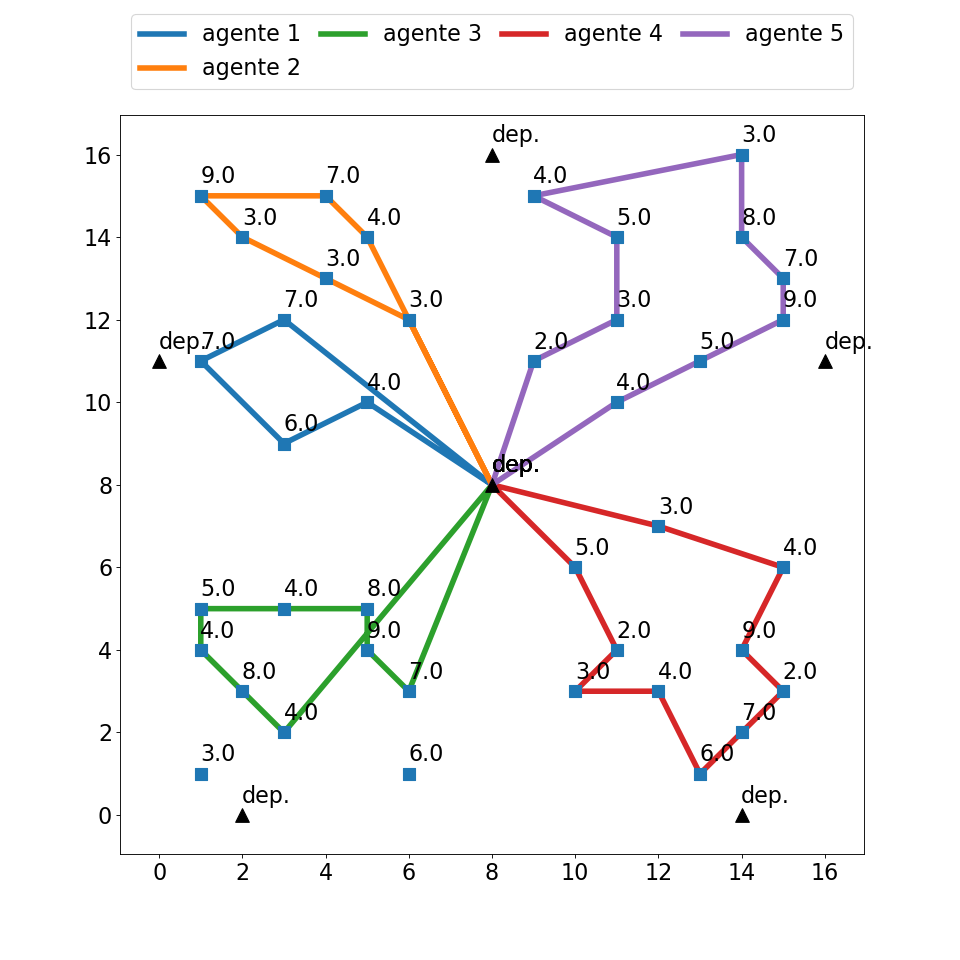 agente 1 agente 3 agente 4 agente 5
agente 2
dep. 3.0
16
9.0 7.0 4.0
3.0 4.0 5.0 8.0
14
3.0 7.0
7.0 3.0 3.0 9.0
12
dep. 7.0 2.0 5.0 dep.
4.0 4.0
10
6.0
dep.
8
3.0
5.0 4.0
6
5.0 4.0 8.0
4.0 9.0 2.0 9.0
4
8.0 7.0 3.0 4.0 2.0
4.0 7.0
2
3.0 6.0 6.0
dep. dep.
0
0 2 4 6 8 10 12 14 16